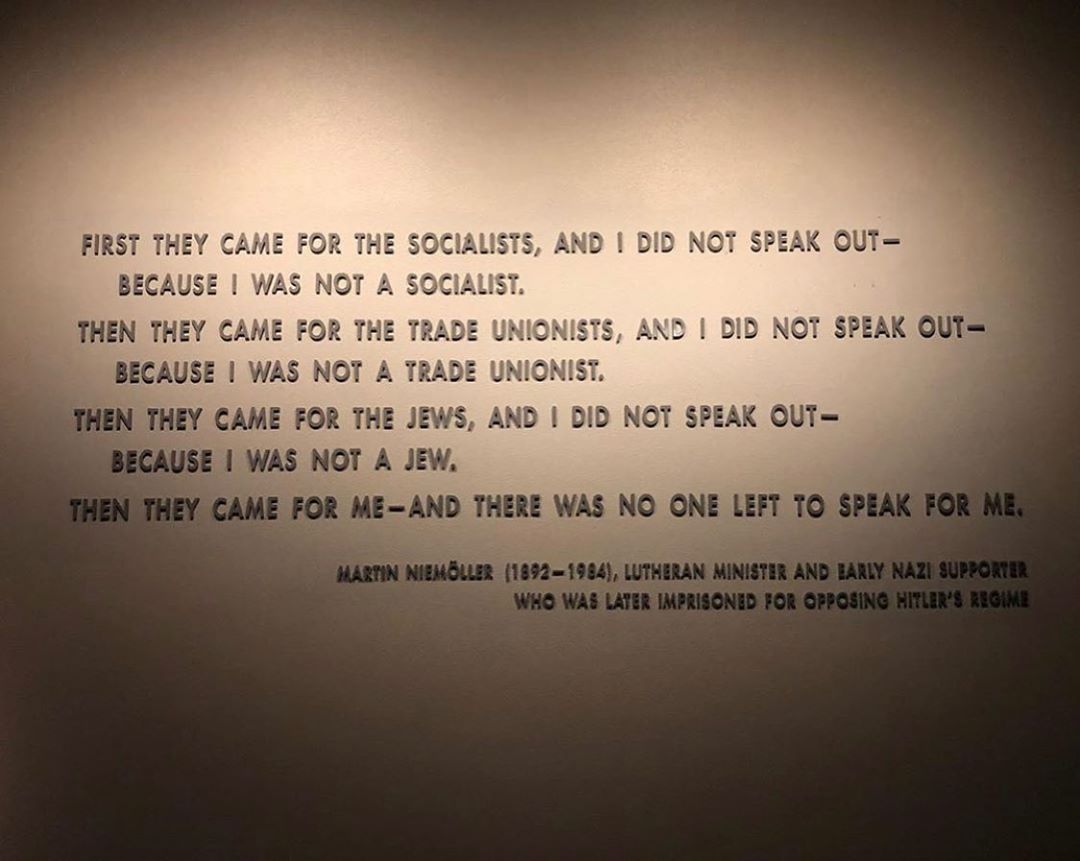 FIRST THEY CAME FOR THE SOCIALISTS, AND I DID NOT SPEAK OUT—
BECAUSE I WAS NOT A SOCIALIST.
THEN THEY CAME FOR THE TRADE UNIONISTS, AND I DID NOT SPEAK OUT—
BECAUSE I WAS NOT A TRADE UNIONIST.
THEN THEY CAME FOR THE JEWS, AND I DID NOT SPEAK OUT—
BECAUSE I WAS NOT A JEW.
THEN THEY CAME FOR ME—AND THERE WAS NO ONE LEFT TO SPEAK FOR ME.
MARTIN NIEMÖLLER (1892–1984), LUTHERAN MINISTER AND EARLY NAZI SUPPORTER
WHO WAS LATER IMPRISONED FOR OPPOSING HITLER'S REGIME